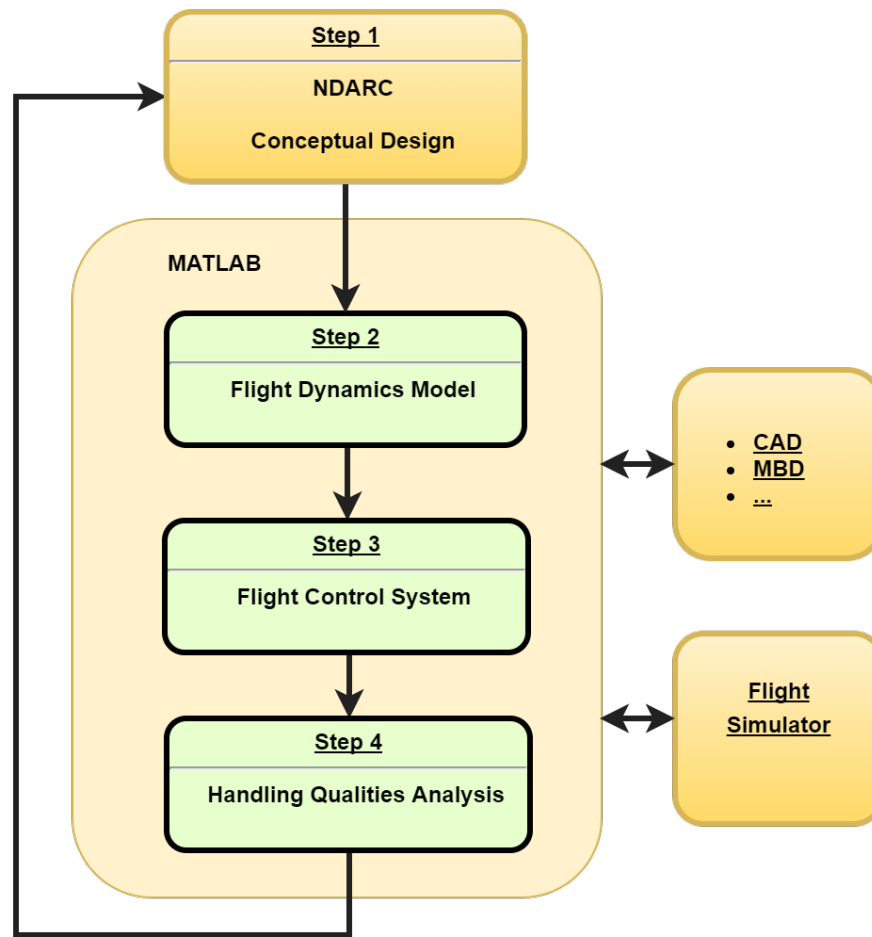 Step 1
NDARC
Conceptual Design
MATLAB
Step 2
Flight Dynamics Model
Step 3
Flight Control System
Step 4
Handling Qualities Analysis
• CAD
• MBD
• ...
Flight
Simulator